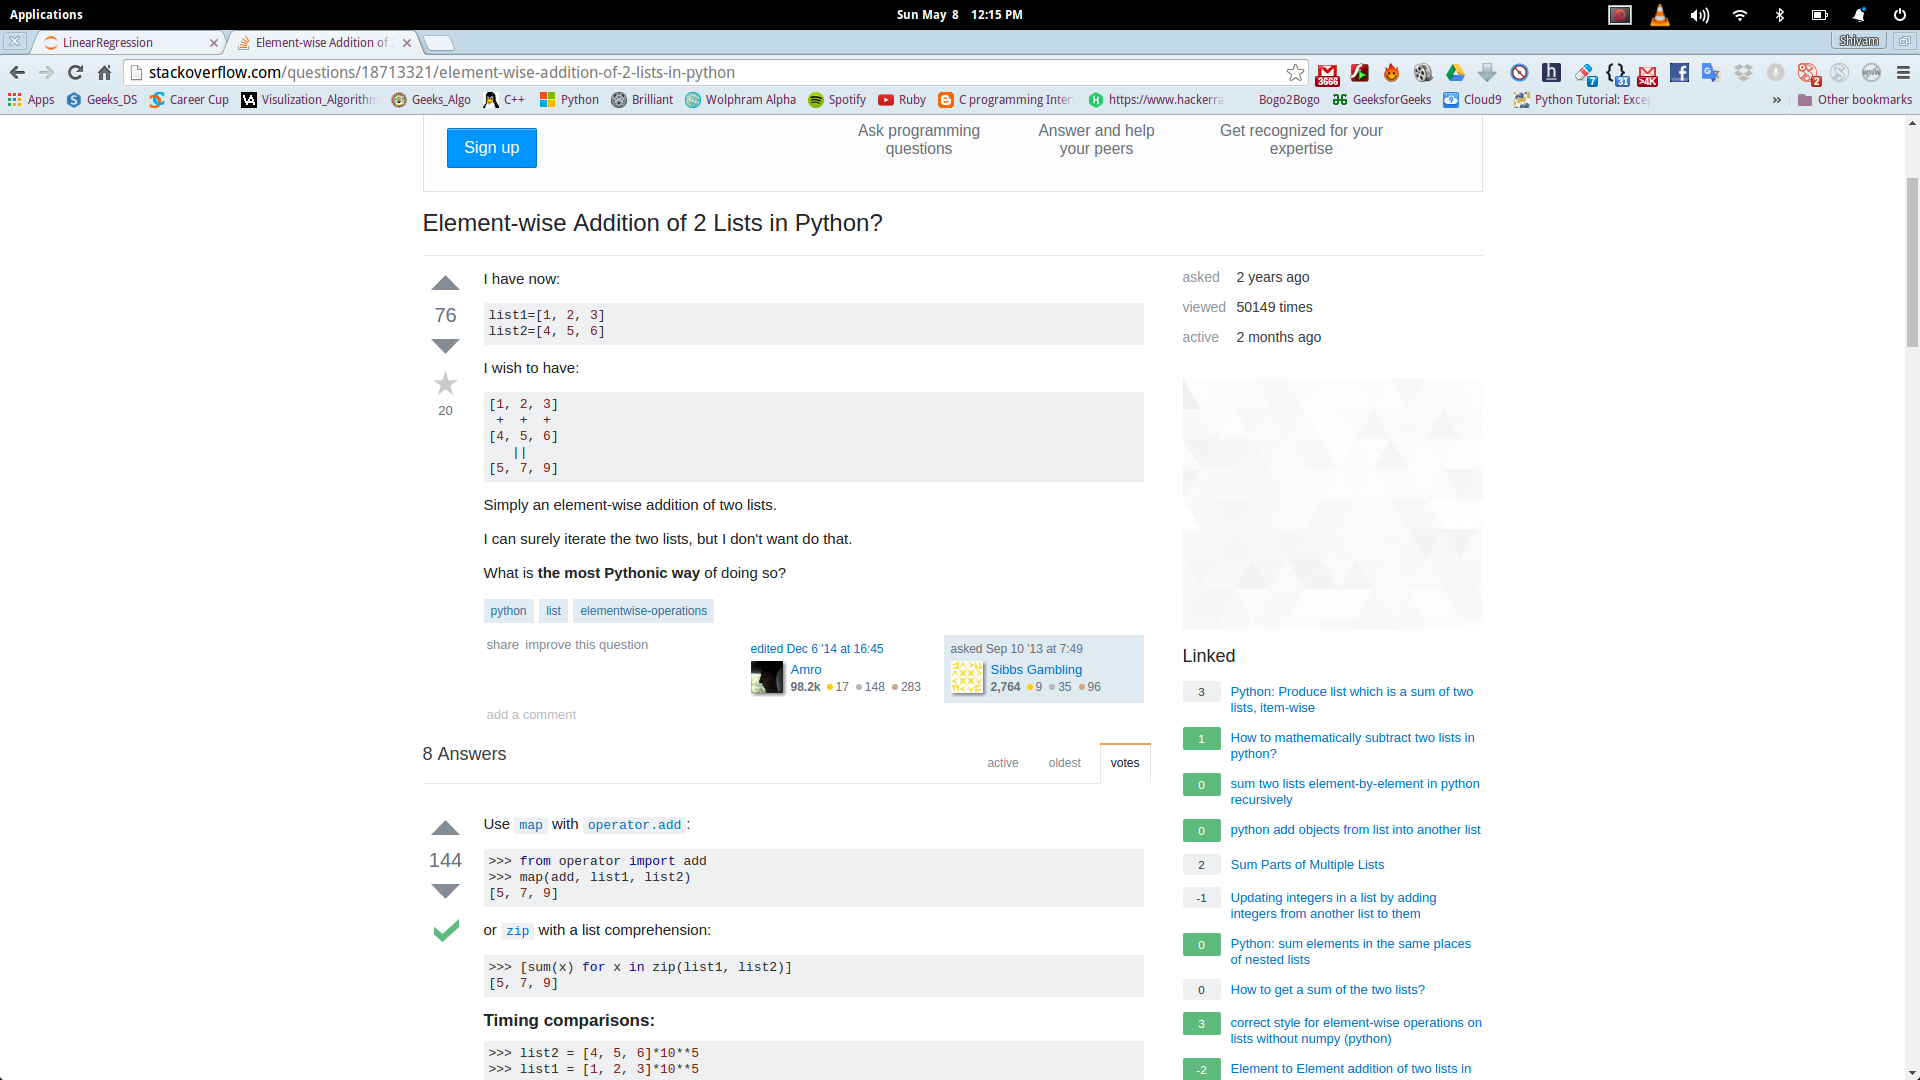 Applications
Sun May 8 12:15 PM
LinearRegression
Element-wise Addition of 2
Shivam
stackoverflow.com/questions/18713321/element-wise-addition-of-2-lists-in-python
3666
7
31
>4K
2
Apps
Geeks_DS
Career Cup
Visulization_Algorithm
Geeks_Algo
C++
Python
Brilliant
Wolphram Alpha
Spotify
Ruby
C programming Inter
https://www.hackerra
Bogo2Bogo
GeeksforGeeks
Cloud9
Python Tutorial: Exce
»
Other bookmarks
Sign up
Ask programming
questions
Answer and help
your peers
Get recognized for your
expertise
Element-wise Addition of 2 Lists in Python?
76
20
I have now:
list1=[1, 2, 3]
list2=[4, 5, 6]
I wish to have:
[1, 2, 3]
+ + +
[4, 5, 6]
||
[5, 7, 9]
Simply an element-wise addition of two lists.
I can surely iterate the two lists, but I don't want do that.
What is the most Pythonic way of doing so?
python list elementwise-operations
share improve this question
edited Dec 6 '14 at 16:45
Amro
98.2k 17 148 283
asked Sep 10 '13 at 7:49
Sibbs Gambling
2,764 9 35 96
add a comment
8 Answers
active oldest votes
144
Use map with operator.add:
>>> from operator import add
>>> map(add, list1, list2)
[5, 7, 9]
or zip with a list comprehension:
>>> [sum(x) for x in zip(list1, list2)]
[5, 7, 9]
Timing comparisons:
>>> list2 = [4, 5, 6]*10**5
>>> list1 = [1, 2, 3]*10**5
asked 2 years ago
viewed 50149 times
active 2 months ago
Linked
3 Python: Produce list which is a sum of two
lists, item-wise
1 How to mathematically subtract two lists in
python?
0 sum two lists element-by-element in python
recursively
0 python add objects from list into another list
2 Sum Parts of Multiple Lists
-1 Updating integers in a list by adding
integers from another list to them
0 Python: sum elements in the same places
of nested lists
0 How to get a sum of the two lists?
3 correct style for element-wise operations on
lists without numpy (python)
-2 Element to Element addition of two lists in